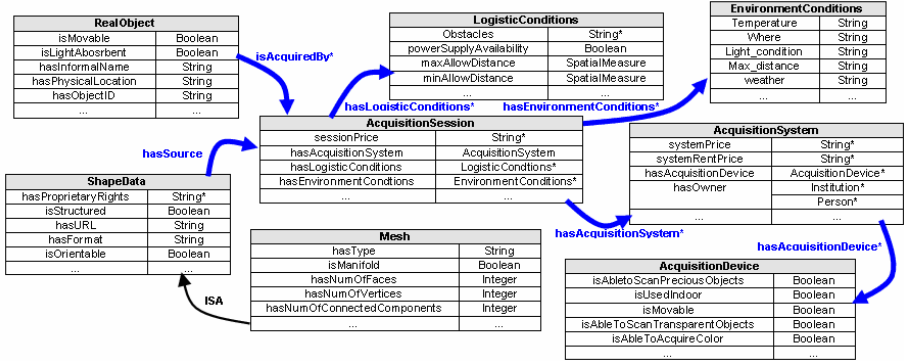 RealObject
isMovable Boolean
isLightAbosrbent Boolean
hasInformalName String
hasPhysicalLocation String
hasObjectID String
... ...
isAcquiredBy*
LogisticConditions
Obstacles String*
powerSupplyAvailability Boolean
maxAllowDistance SpatialMeasure
minAllowDistance SpatialMeasure
... ...
EnvironmentConditions
Temperature String
Where String
Light_condition String
Max_distance String
weather String
... ...
hasLogisticConditions*
hasEnvironmentConditions*
AcquisitionSession
sessionPrice String*
hasAcquisitionSystem AcquisitionSystem
hasLogisticConditions LogisticConditions*
hasEnvironmentCondtions EnvironmentConditions*
... ...
AcquisitionSystem
systemPrice String*
systemRentPrice String*
hasAcquisitionDevice AcquisitionDevice*
hasOwner Institution*
Person*
... ...
hasSource
ShapeData
hasProprietaryRights String*
isStructured Boolean
hasURL String
hasFormat String
isOrientable Boolean
... ...
hasAcquisitionSystem*
hasAcquisitionDevice*
Mesh
hasType String
isManifold Boolean
hasNumOfFaces Integer
hasNumOfVertices Integer
hasNumOfConnectedComponents Integer
... ...
ISA
AcquisitionDevice
isAbletoScanPreciousObjects Boolean
isUsedIndoor Boolean
isMovable Boolean
isAbleToScanTransparentObjects Boolean
isAbleToAcquireColor Boolean
... ...